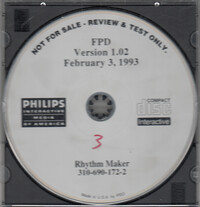 NOT FOR SALE - REVIEW & TEST ONLY.
FPD
Version 1.02
February 3, 1993
PHILIPS
INTERACTIVE
MEDIA
OF AMERICA
COMPACT
disc
Interactive
3
Rhythm Maker
310-690-172-2